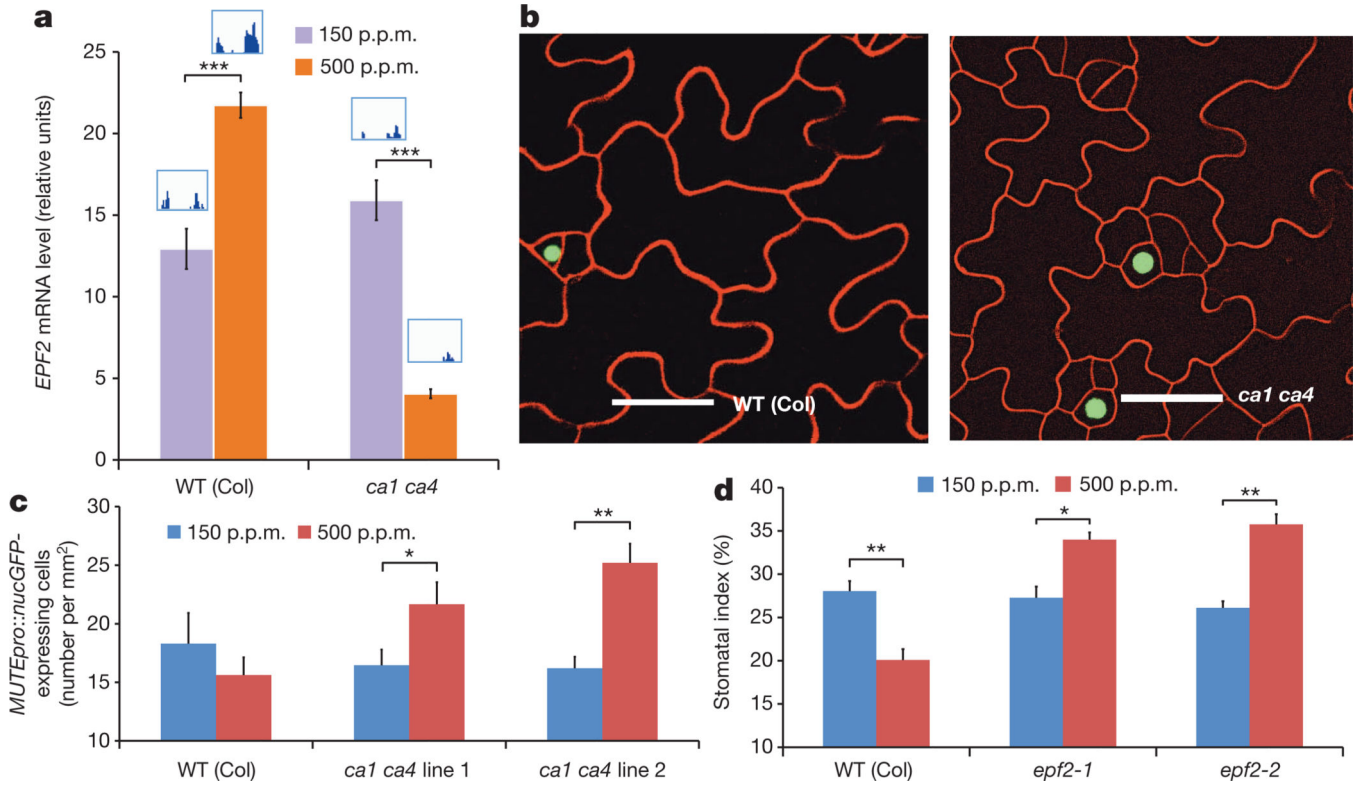 a
150 p.p.m.
500 p.p.m.
EPF2 mRNA level (relative units)
25
20
15
10
5
0
***
***
WT (Col)
ca1 ca4
b
WT (Col)
ca1 ca4
c
MUTEpro::nucGFP-
expressing cells
(number per mm²)
30
25
20
15
10
150 p.p.m.
500 p.p.m.
*
**
WT (Col)
ca1 ca4 line 1
ca1 ca4 line 2
d
Stomatal index (%)
40
35
30
25
20
15
10
150 p.p.m.
500 p.p.m.
**
*
**
WT (Col)
epf2-1
epf2-2